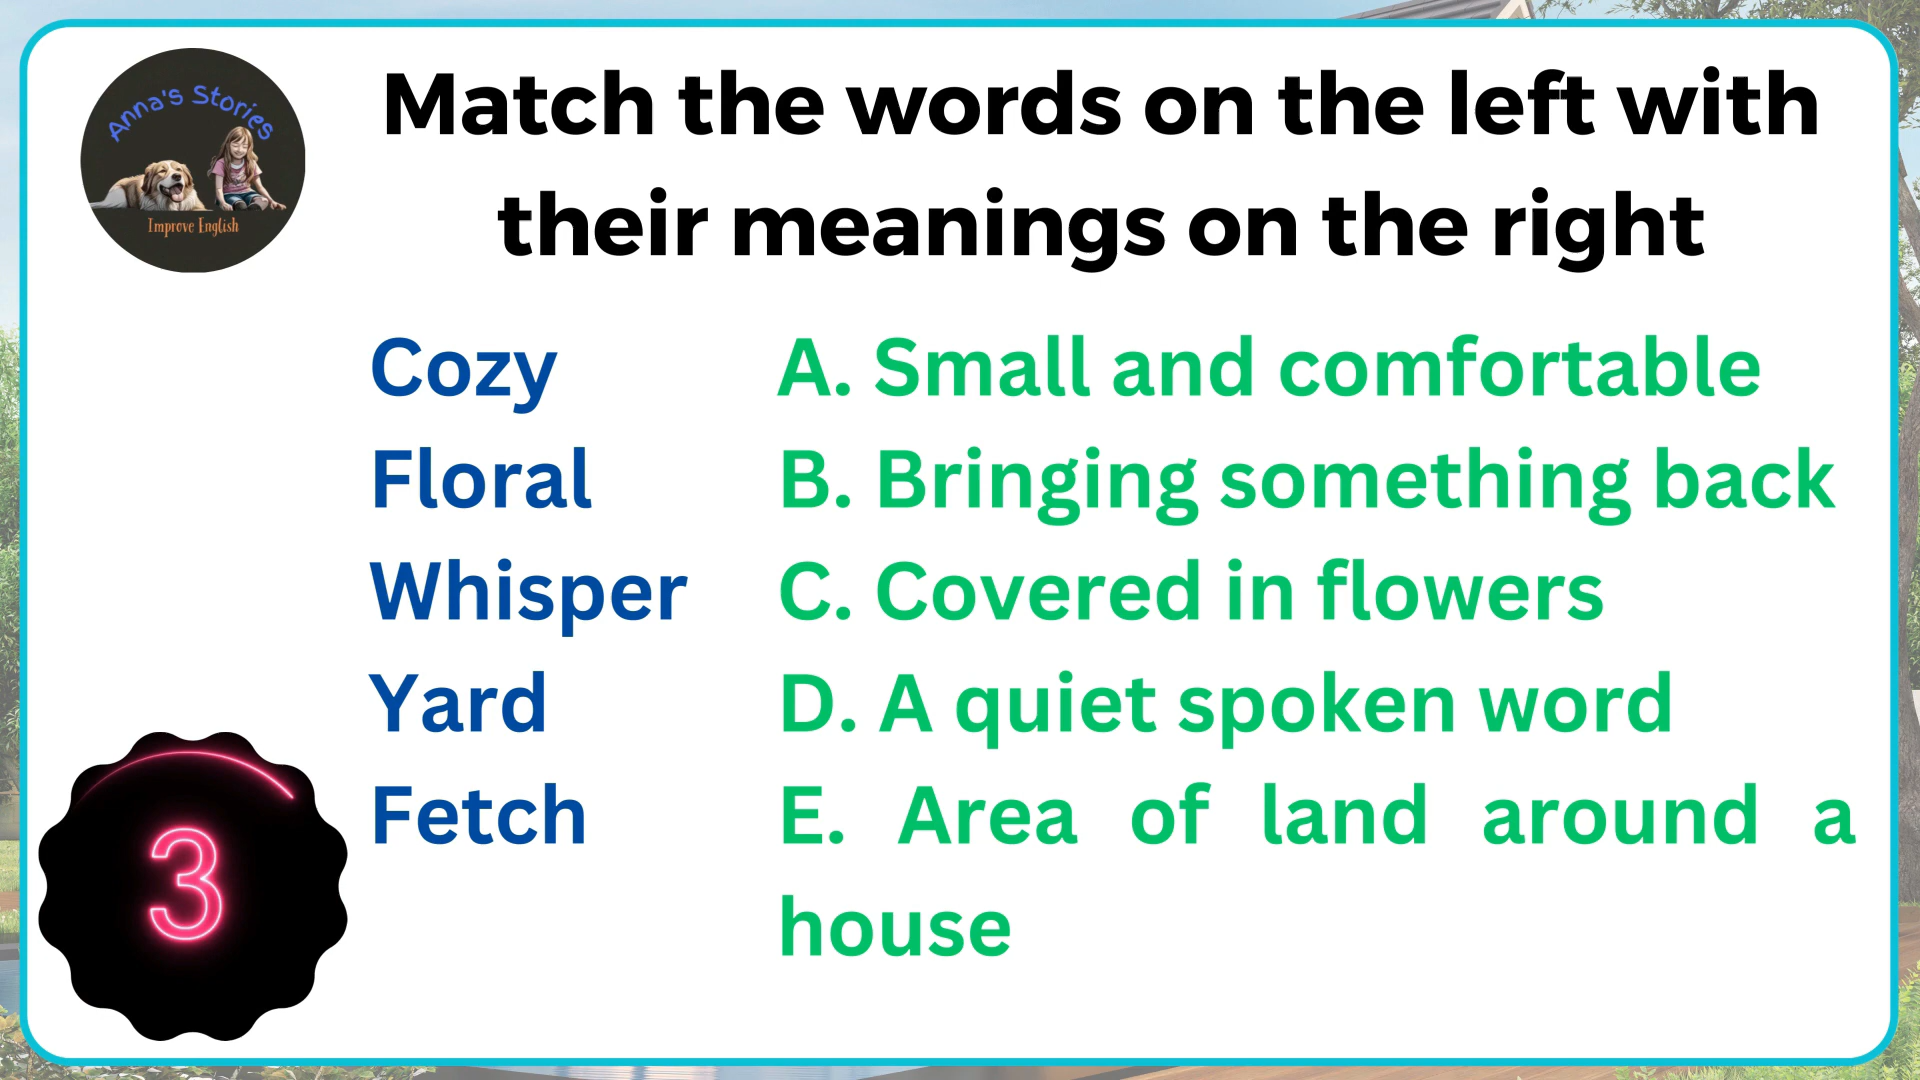 Anna's Stories
Improve English
Match the words on the left with
their meanings on the right
Cozy
Floral
Whisper
Yard
Fetch
A. Small and comfortable
B. Bringing something back
C. Covered in flowers
D. A quiet spoken word
E. Area of land around a
house
3